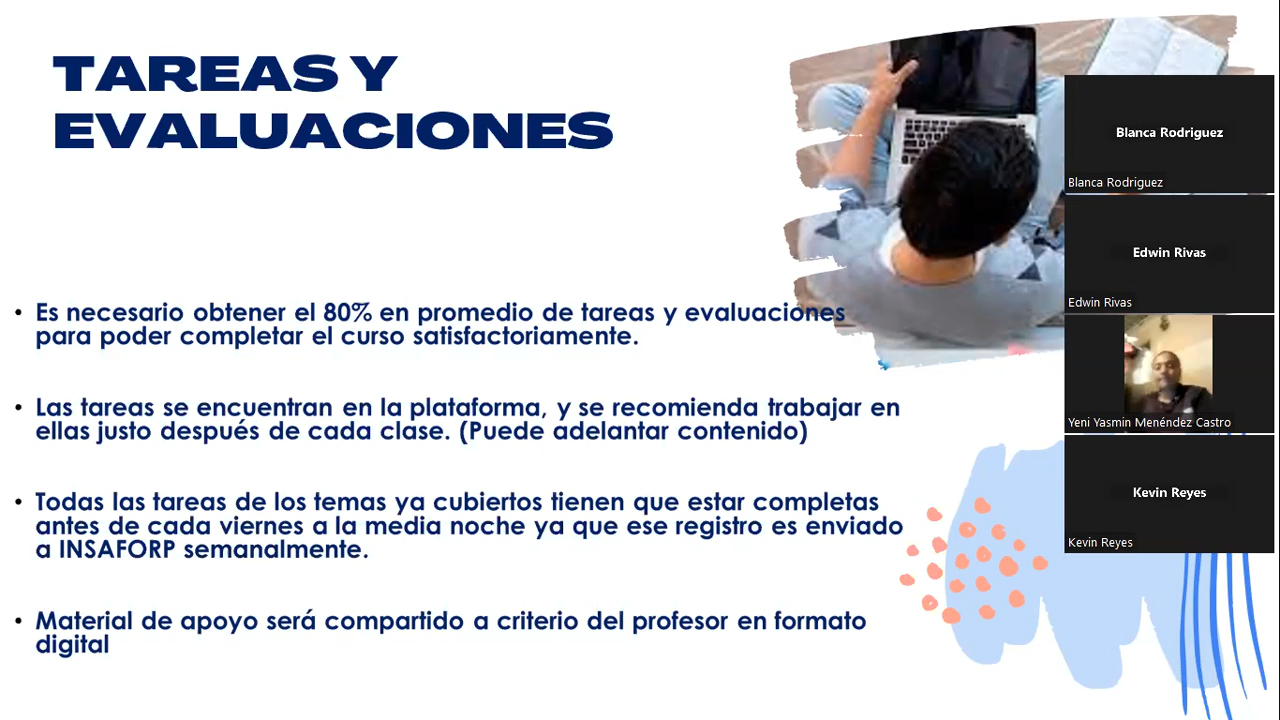 TAREAS Y
EVALUACIONES
• Es necesario obtener el 80% en promedio de tareas y evaluaciones
para poder completar el curso satisfactoriamente.
• Las tareas se encuentran en la plataforma, y se recomienda trabajar en
ellas justo después de cada clase. (Puede adelantar contenido)
• Todas las tareas de los temas ya cubiertos tienen que estar completas
antes de cada viernes a la media noche ya que ese registro es enviado
a INSAFORP semanalmente.
• Material de apoyo será compartido a criterio del profesor en formato
digital
Blanca Rodriguez
Blanca Rodriguez
Edwin Rivas
Edwin Rivas
Yeni Yasmin Menéndez Castro
Kevin Reyes
Kevin Reyes